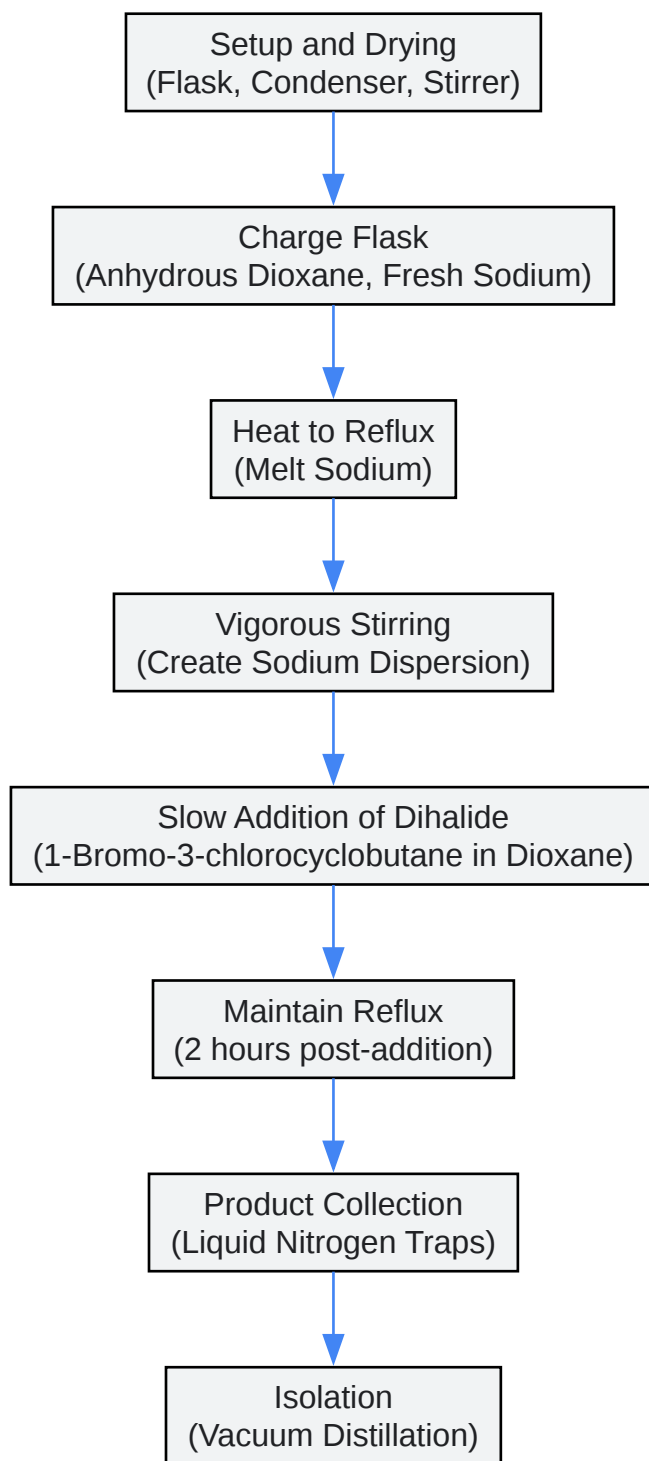 Setup and Drying
(Flask, Condenser, Stirrer)
Charge Flask
(Anhydrous Dioxane, Fresh Sodium)
Heat to Reflux
(Melt Sodium)
Vigorous Stirring
(Create Sodium Dispersion)
Slow Addition of Dihalide
(1-Bromo-3-chlorocyclobutane in Dioxane)
Maintain Reflux
(2 hours post-addition)
Product Collection
(Liquid Nitrogen Traps)
Isolation
(Vacuum Distillation)